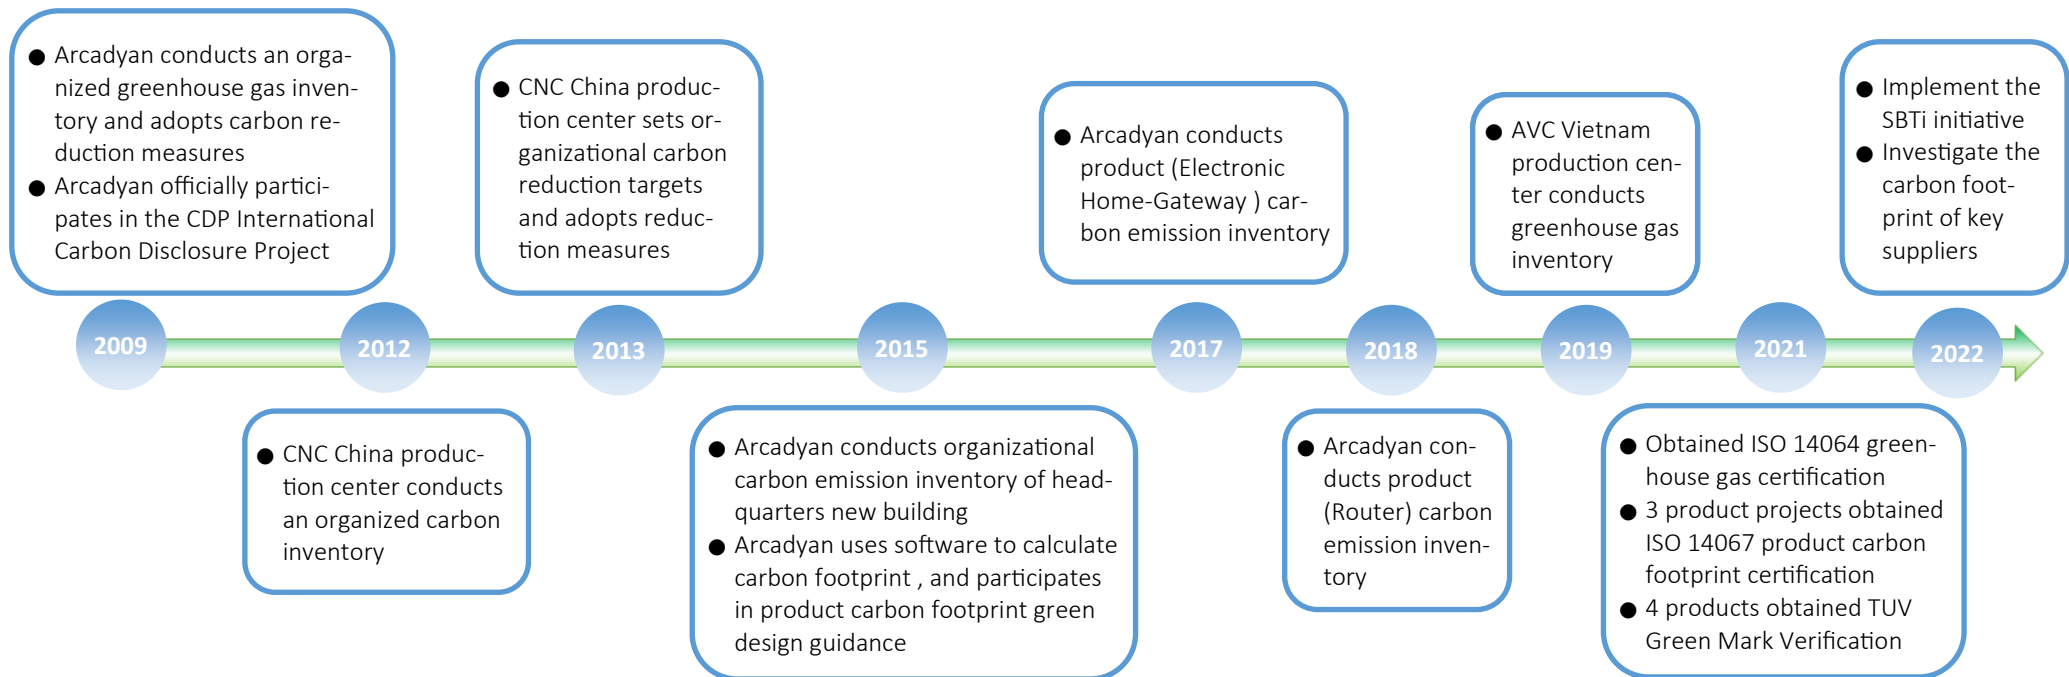 ● Arcadyan conducts an orga-
nized greenhouse gas inven-
tory and adopts carbon re-
duction measures
● Arcadyan officially partici-
pates in the CDP International
Carbon Disclosure Project
● CNC China produc-
tion center sets or-
ganizational carbon
reduction targets
and adopts reduc-
tion measures
● Arcadyan conducts
product (Electronic
Home-Gateway ) car-
bon emission inventory
● AVC Vietnam
production cen-
ter conducts
greenhouse gas
inventory
● Implement the
SBTi initiative
● Investigate the
carbon foot-
print of key
suppliers
2009
2012
2013
2015
2017
2018
2019
2021
2022
● CNC China produc-
tion center conducts
an organized carbon
inventory
● Arcadyan conducts organizational
carbon emission inventory of head-
quarters new building
● Arcadyan uses software to calculate
carbon footprint , and participates
in product carbon footprint green
design guidance
● Arcadyan con-
ducts product
(Router) carbon
emission inven-
tory
● Obtained ISO 14064 green-
house gas certification
● 3 product projects obtained
ISO 14067 product carbon
footprint certification
● 4 products obtained TUV
Green Mark Verification